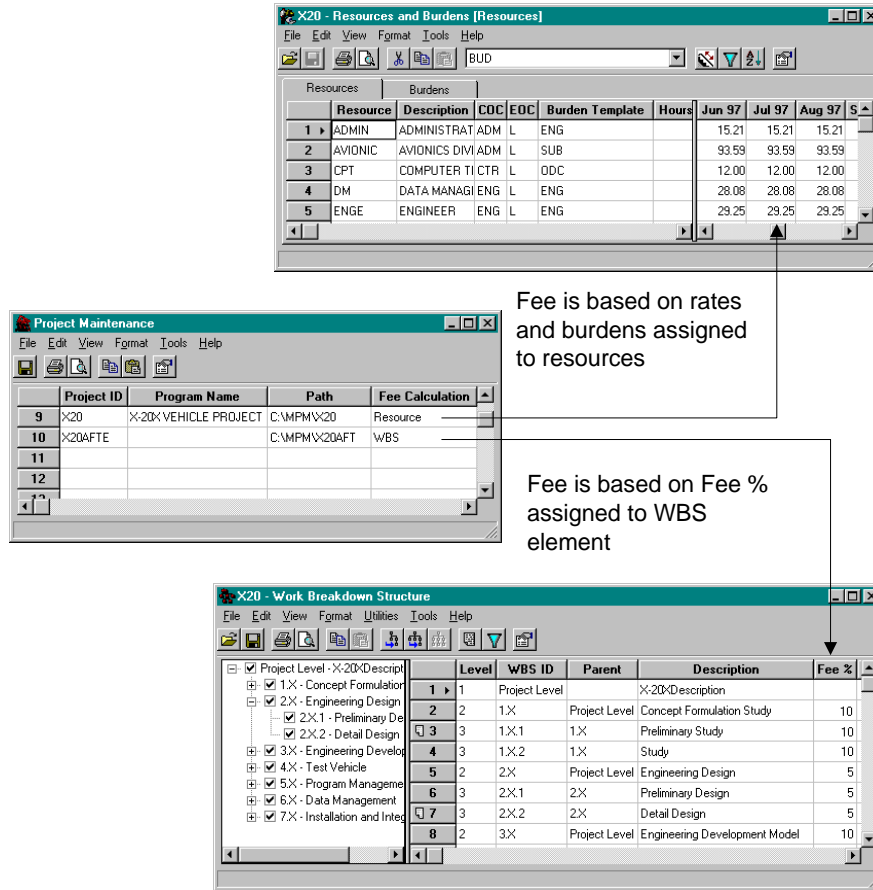 X20 - Resources and Burdens [Resources]
File Edit View Format Tools Help
BUD
Resources Burdens
Resource Description COC EOC Burden Template Hours Jun 97 Jul 97 Aug 97 S
1 ADMIN ADMINISTRAT ADM L ENG 15.21 15.21 15.21
2 AVIONIC AVIONICS DIVI ADM L SUB 93.59 93.59 93.59
3 CPT COMPUTER TI CTR L ODC 12.00 12.00 12.00
4 DM DATA MANAGI ENG L ENG 28.08 28.08 28.08
5 ENGE ENGINEER ENG L ENG 29.25 29.25 29.25
Fee is based on rates
and burdens assigned
to resources
Project Maintenance
File Edit View Format Tools Help
Project ID Program Name Path Fee Calculation
9 X20 X-20X VEHICLE PROJECT C:\MPM\X20 Resource
10 X20AFTE C:\MPM\X20AFT WBS
11
12
Fee is based on Fee %
assigned to WBS
element
X20 - Work Breakdown Structure
File Edit View Format Utilities Tools Help
Project Level - X-20XDescript
1.X - Concept Formulation
2.X - Engineering Design
2.X.1 - Preliminary De
2.X.2 - Detail Design
3.X - Engineering Develop
4.X - Test Vehicle
5.X - Program Manageme
6.X - Data Management
7.X - Installation and Integ
Level WBS ID Parent Description Fee %
1 1 Project Level X-20XDescription
2 2 1.X Project Level Concept Formulation Study 10
3 3 1.X.1 1.X Preliminary Study 10
4 3 1.X.2 1.X Study 10
5 2 2.X Project Level Engineering Design 5
6 3 2.X.1 2.X Preliminary Design 5
7 3 2.X.2 2.X Detail Design 5
8 2 3.X Project Level Engineering Development Model 10